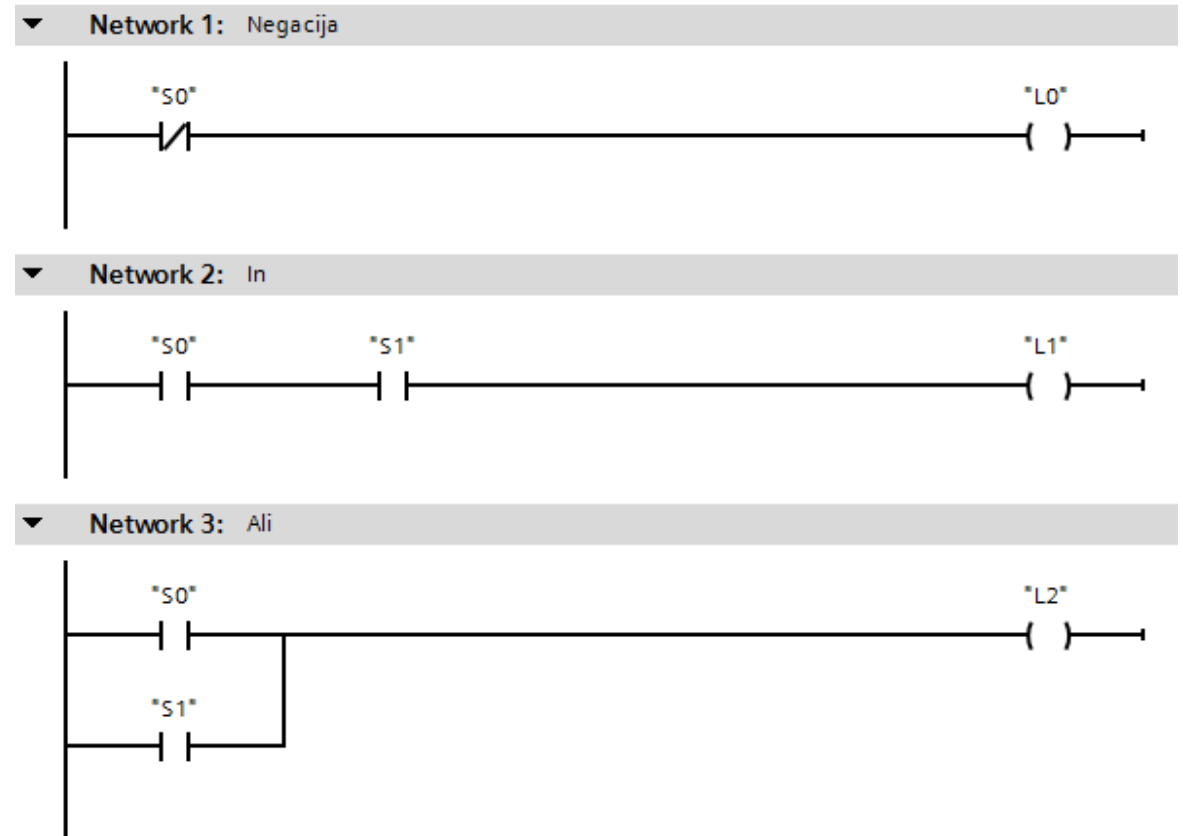 Network 1: Negacija
"S0" "L0"
Network 2: In
"S0" "S1" "L1"
Network 3: Ali
"S0" "L2"
"S1"